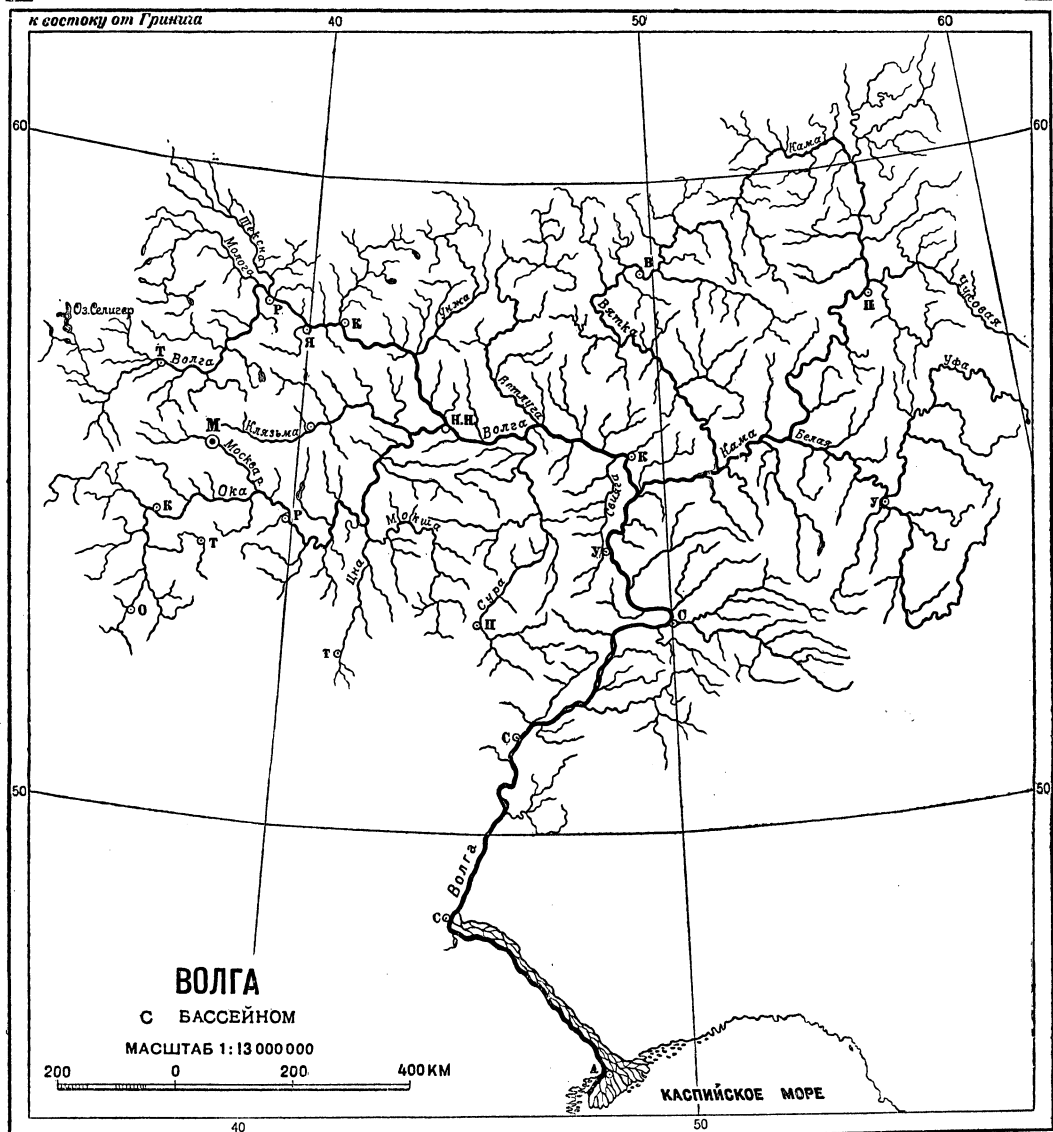 к востоку от Гринича
40
50
60
60
60
Кама
Шексна
Молога
В
Оз. Селигер
Р.
К
Я
Унжа
Вятка
П
Чусовая
Т
Волга
Уфа
Ветлуга
М
Клязьма
Н.Н.
Волга
Кама
Белая
К
Москва р.
Ока
К
Р
Свияга
У
Т
Мокша
У
Цна
О
Сура
П
С
Т
С
50
50
Волга
С
ВОЛГА
С БАССЕЙНОМ
МАСШТАБ 1:13 000 000
200 0 200 400 КМ
А
КАСПИЙСКОЕ МОРЕ
40
50